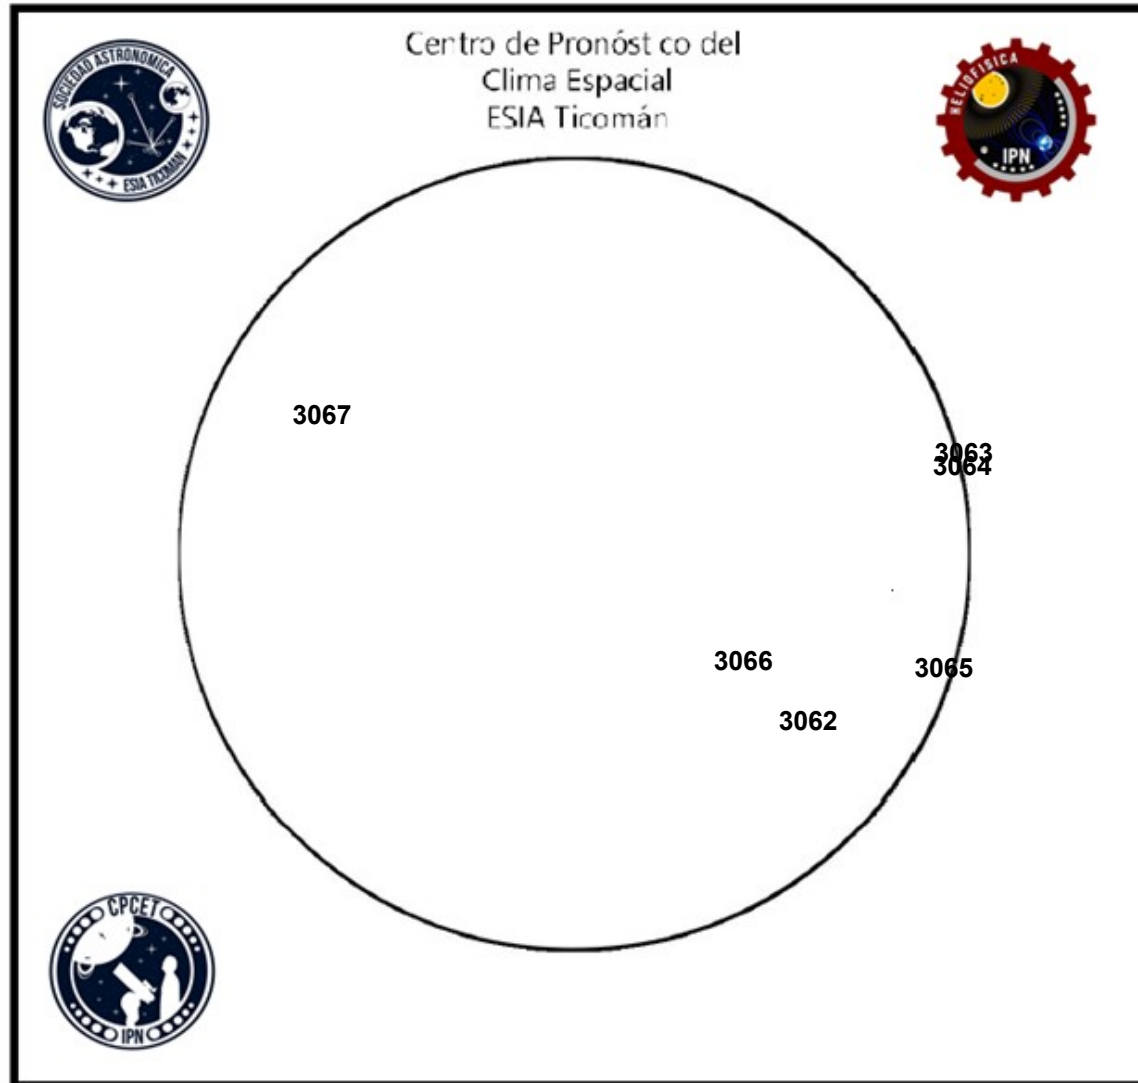 Centro de Pronóst co del
Clima Espacial
ESIA Ticomán
SOCIEDAD ASTRONOMICA
ESIA TICOMAN
HELIOFISICA
IPN
3067
3063
3064
3066
3065
3062
CPCET
IPN